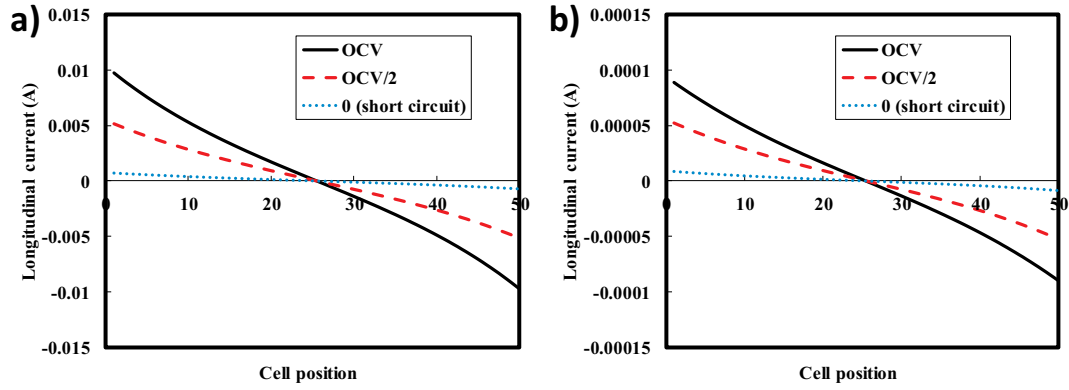 a)
0.015
0.01
0.005
0
-0.005
-0.01
-0.015
Longitudinal current (A)
OCV
OCV/2
0 (short circuit)
0 10 20 30 40 50
Cell position
b)
0.00015
0.0001
0.00005
0
-0.00005
-0.0001
-0.00015
Longitudinal current (A)
OCV
OCV/2
0 (short circuit)
0 10 20 30 40 50
Cell position